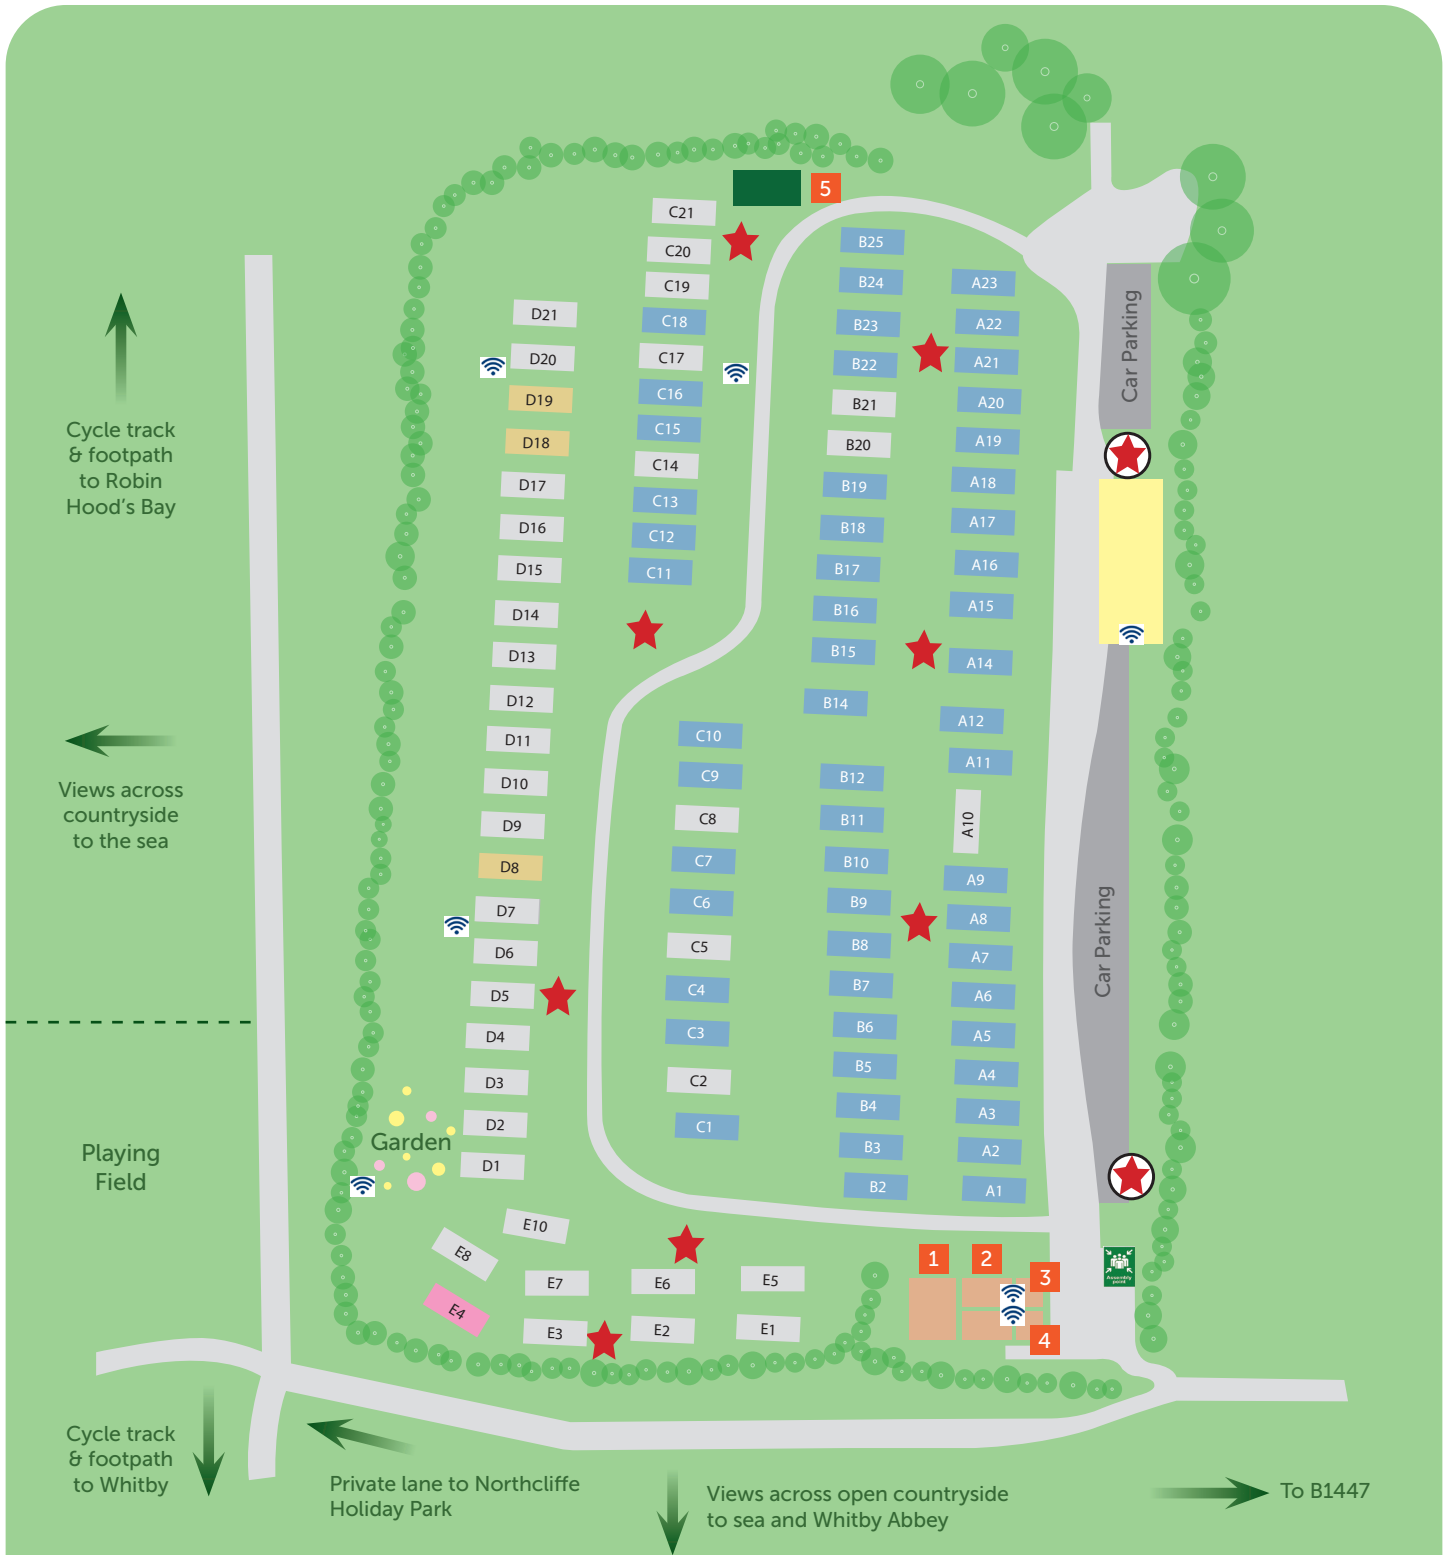 5
C21
C20
C19
C18
C17
C16
C15
C14
C13
C12
C11
B25
B24
B23
B22
B21
B20
B19
B18
B17
B16
B15
B14
B12
B11
B10
B9
B8
B7
B6
B5
B4
B3
B2
A23
A22
A21
A20
A19
A18
A17
A16
A15
A14
A12
A11
A10
A9
A8
A7
A6
A5
A4
A3
A2
A1
Car Parking
Car Parking
D21
D20
D19
D18
D17
D16
D15
D14
D13
D12
D11
D10
D9
D8
D7
D6
D5
D4
D3
D2
D1
C10
C9
C8
C7
C6
C5
C4
C3
C2
C1
Cycle track
& footpath
to Robin
Hood's Bay
Views across
countryside
to the sea
Playing
Field
Garden
E10
E8
E7
E6
E5
E4
E3
E2
E1
1
2
3
4
Assembly
point
Cycle track
& footpath
to Whitby
Private lane to Northcliffe
Holiday Park
Views across open countryside
to sea and Whitby Abbey
To B1447